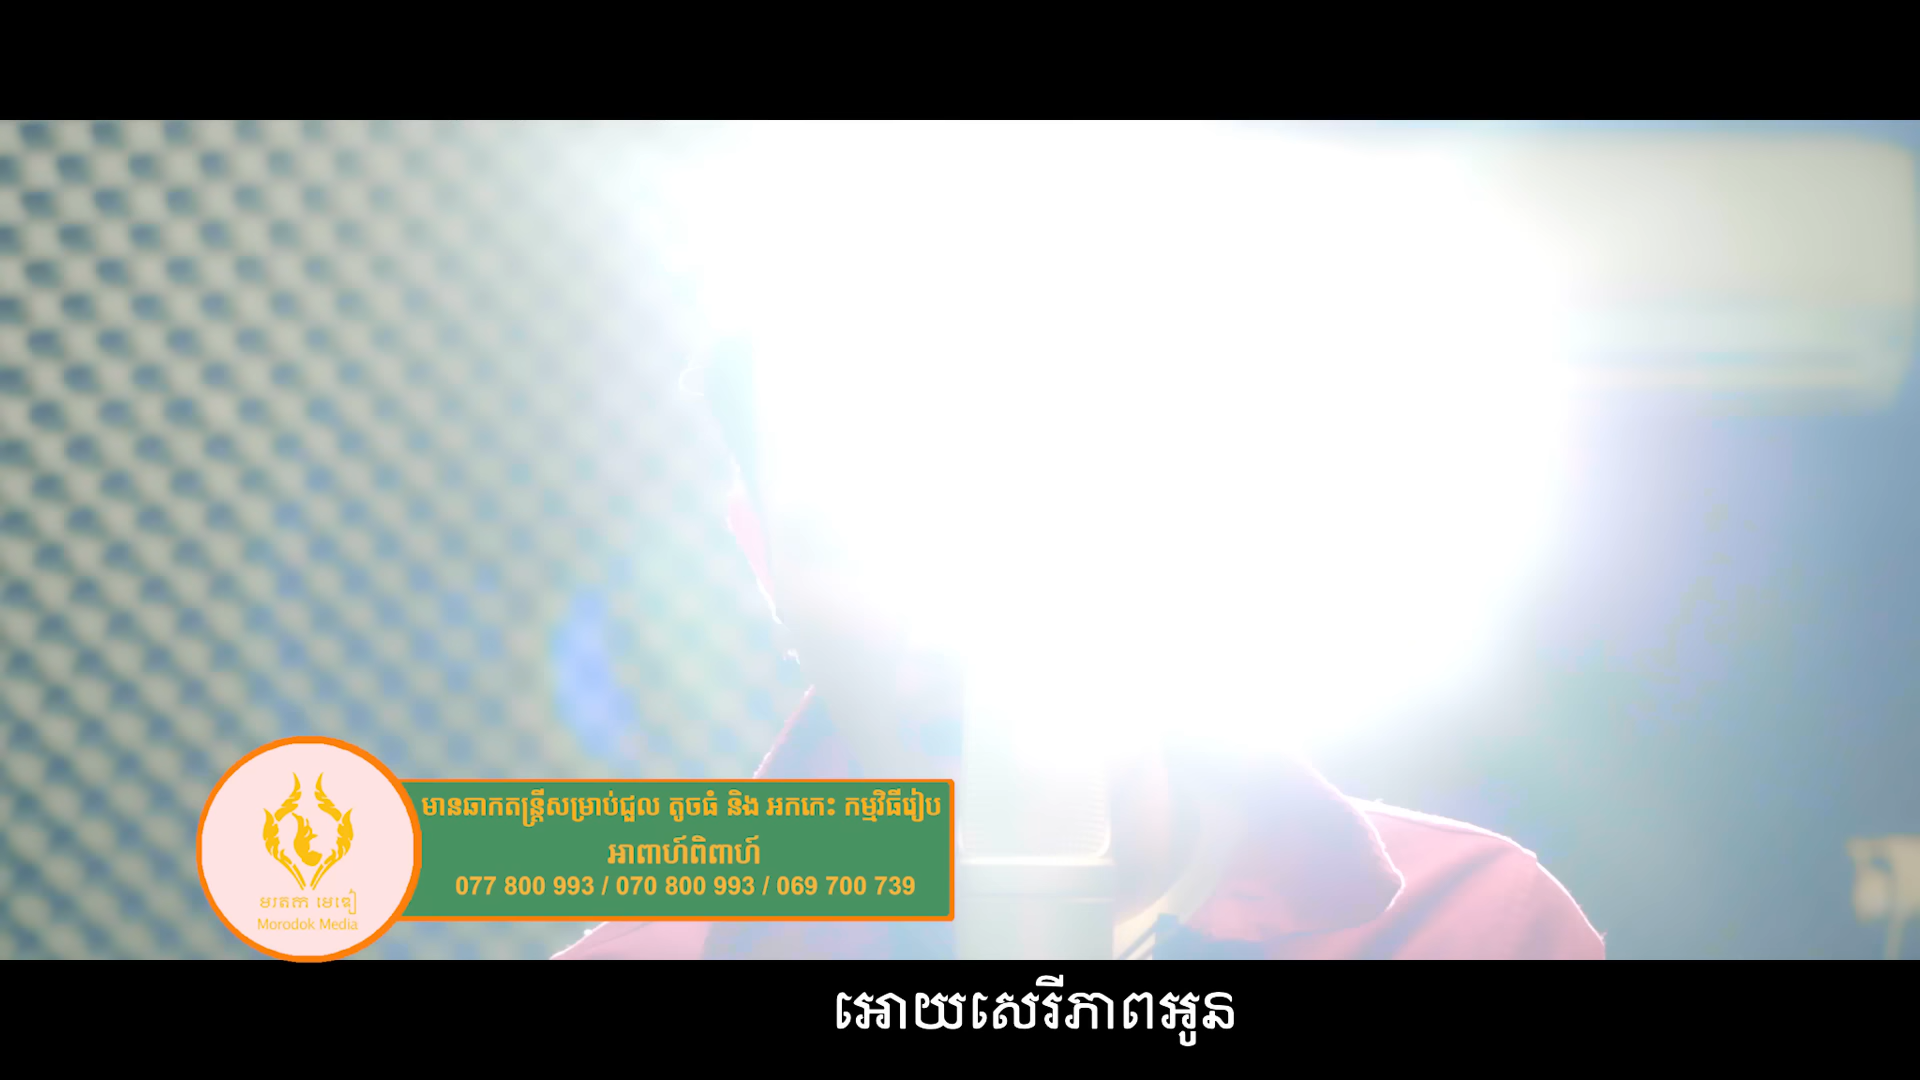 មានឆាកតន្ត្រីសម្រាប់ជួល តូចធំ និង អកកេះ កម្មវិធីរៀប
អាពាហ៍ពិពាហ៍
077 800 993 / 070 800 993 / 069 700 739
មរតក មេឌៀ
Morodok Media
អោយសេរីភាពអូន